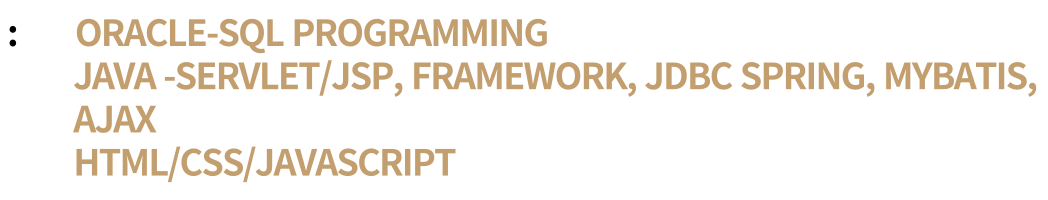 : ORACLE-SQL PROGRAMMING
JAVA -SERVLET/JSP, FRAMEWORK, JDBC SPRING, MYBATIS,
AJAX
HTML/CSS/JAVASCRIPT